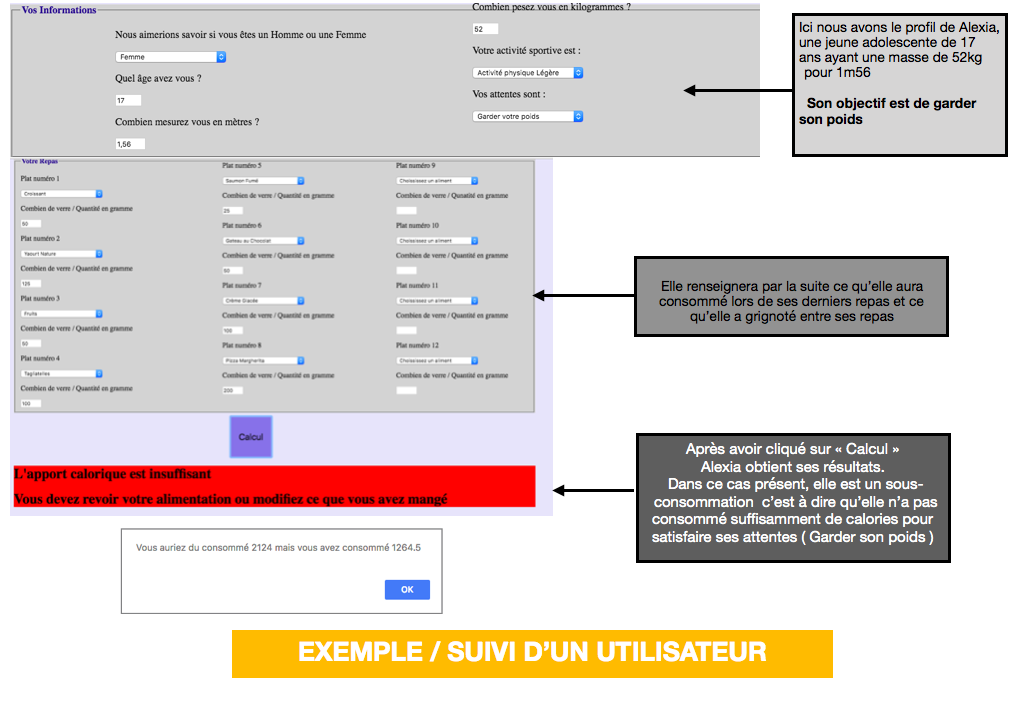 Vos Informations
Nous aimerions savoir si vous êtes un Homme ou une Femme
Femme
Quel âge avez vous ?
17
Combien mesurez vous en mètres ?
1,56
Combien pesez vous en kilogrammes ?
52
Votre activité sportive est :
Activité physique Légère
Vos attentes sont :
Garder votre poids
Ici nous avons le profil de Alexia,
une jeune adolescente de 17
ans ayant une masse de 52kg
pour 1m56
Son objectif est de garder
son poids
Votre Repas
Plat numéro 1
Croissant
Combien de verre / Quantité en gramme
50
Plat numéro 2
Yaourt Nature
Combien de verre / Quantité en gramme
125
Plat numéro 3
Fruits
Combien de verre / Quantité en gramme
50
Plat numéro 4
Tagliatelles
Combien de verre / Quantité en gramme
100
Plat numéro 5
Saumon Fumé
Combien de verre / Quantité en gramme
25
Plat numéro 6
Gateau au Chocolat
Combien de verre / Quantité en gramme
50
Plat numéro 7
Crème Glacée
Combien de verre / Quantité en gramme
100
Plat numéro 8
Pizza Margherita
Combien de verre / Quantité en gramme
200
Plat numéro 9
Choississez un aliment
Combien de verre / Quantité en gramme
Plat numéro 10
Choississez un aliment
Combien de verre / Quantité en gramme
Plat numéro 11
Choississez un aliment
Combien de verre / Quantité en gramme
Plat numéro 12
Choississez un aliment
Combien de verre / Quantité en gramme
Elle renseignera par la suite ce qu’elle aura
consommé lors de ses derniers repas et ce
qu’elle a grignoté entre ses repas
Calcul
L'apport calorique est insuffisant
Vous devez revoir votre alimentation ou modifiez ce que vous avez mangé
Après avoir cliqué sur « Calcul »
Alexia obtient ses résultats.
Dans ce cas présent, elle est un sous-
consommation c’est à dire qu’elle n’a pas
consommé suffisamment de calories pour
satisfaire ses attentes ( Garder son poids )
Vous auriez du consommé 2124 mais vous avez consommé 1264.5
OK
EXEMPLE / SUIVI D’UN UTILISATEUR